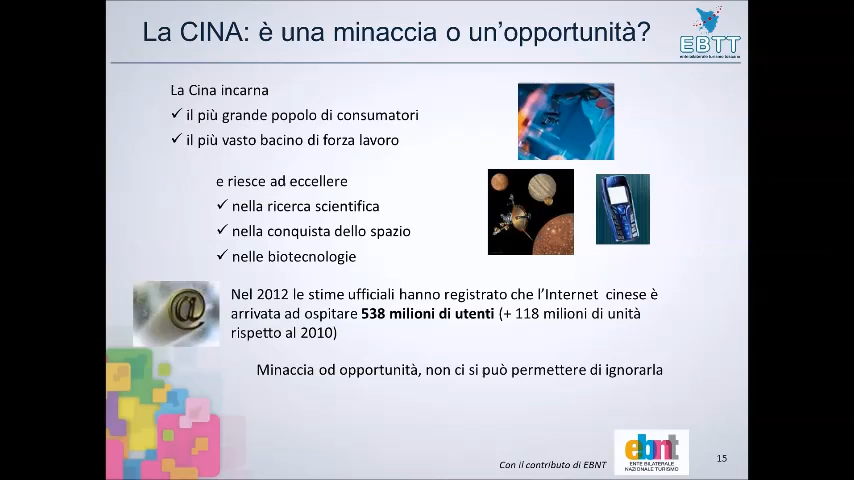 La CINA: è una minaccia o un'opportunità?
EBTT
ente bilaterale turismo toscano
La Cina incarna
✓ il più grande popolo di consumatori
✓ il più vasto bacino di forza lavoro
e riesce ad eccellere
✓ nella ricerca scientifica
✓ nella conquista dello spazio
✓ nelle biotecnologie
@
Nel 2012 le stime ufficiali hanno registrato che l'Internet cinese è
arrivata ad ospitare 538 milioni di utenti (+ 118 milioni di unità
rispetto al 2010)
Minaccia od opportunità, non ci si può permettere di ignorarla
Con il contributo di EBNT
ebnt
ENTE BILATERALE
NAZIONALE TURISMO
15